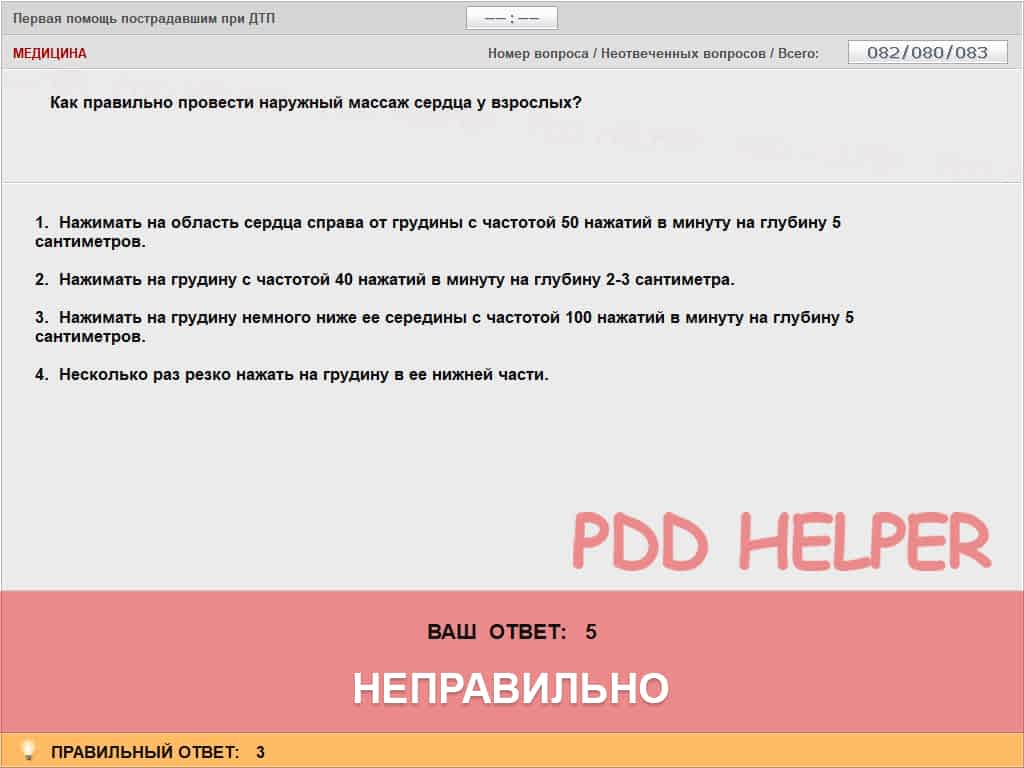 Первая помощь пострадавшим при ДТП
––:––
МЕДИЦИНА
Номер вопроса / Неотвеченных вопросов / Всего:
082/080/083
Как правильно провести наружный массаж сердца у взрослых?
1. Нажимать на область сердца справа от грудины с частотой 50 нажатий в минуту на глубину 5
сантиметров.
2. Нажимать на грудину с частотой 40 нажатий в минуту на глубину 2-3 сантиметра.
3. Нажимать на грудину немного ниже ее середины с частотой 100 нажатий в минуту на глубину 5
сантиметров.
4. Несколько раз резко нажать на грудину в ее нижней части.
PDD HELPER
ВАШ ОТВЕТ: 5
НЕПРАВИЛЬНО
ПРАВИЛЬНЫЙ ОТВЕТ: 3